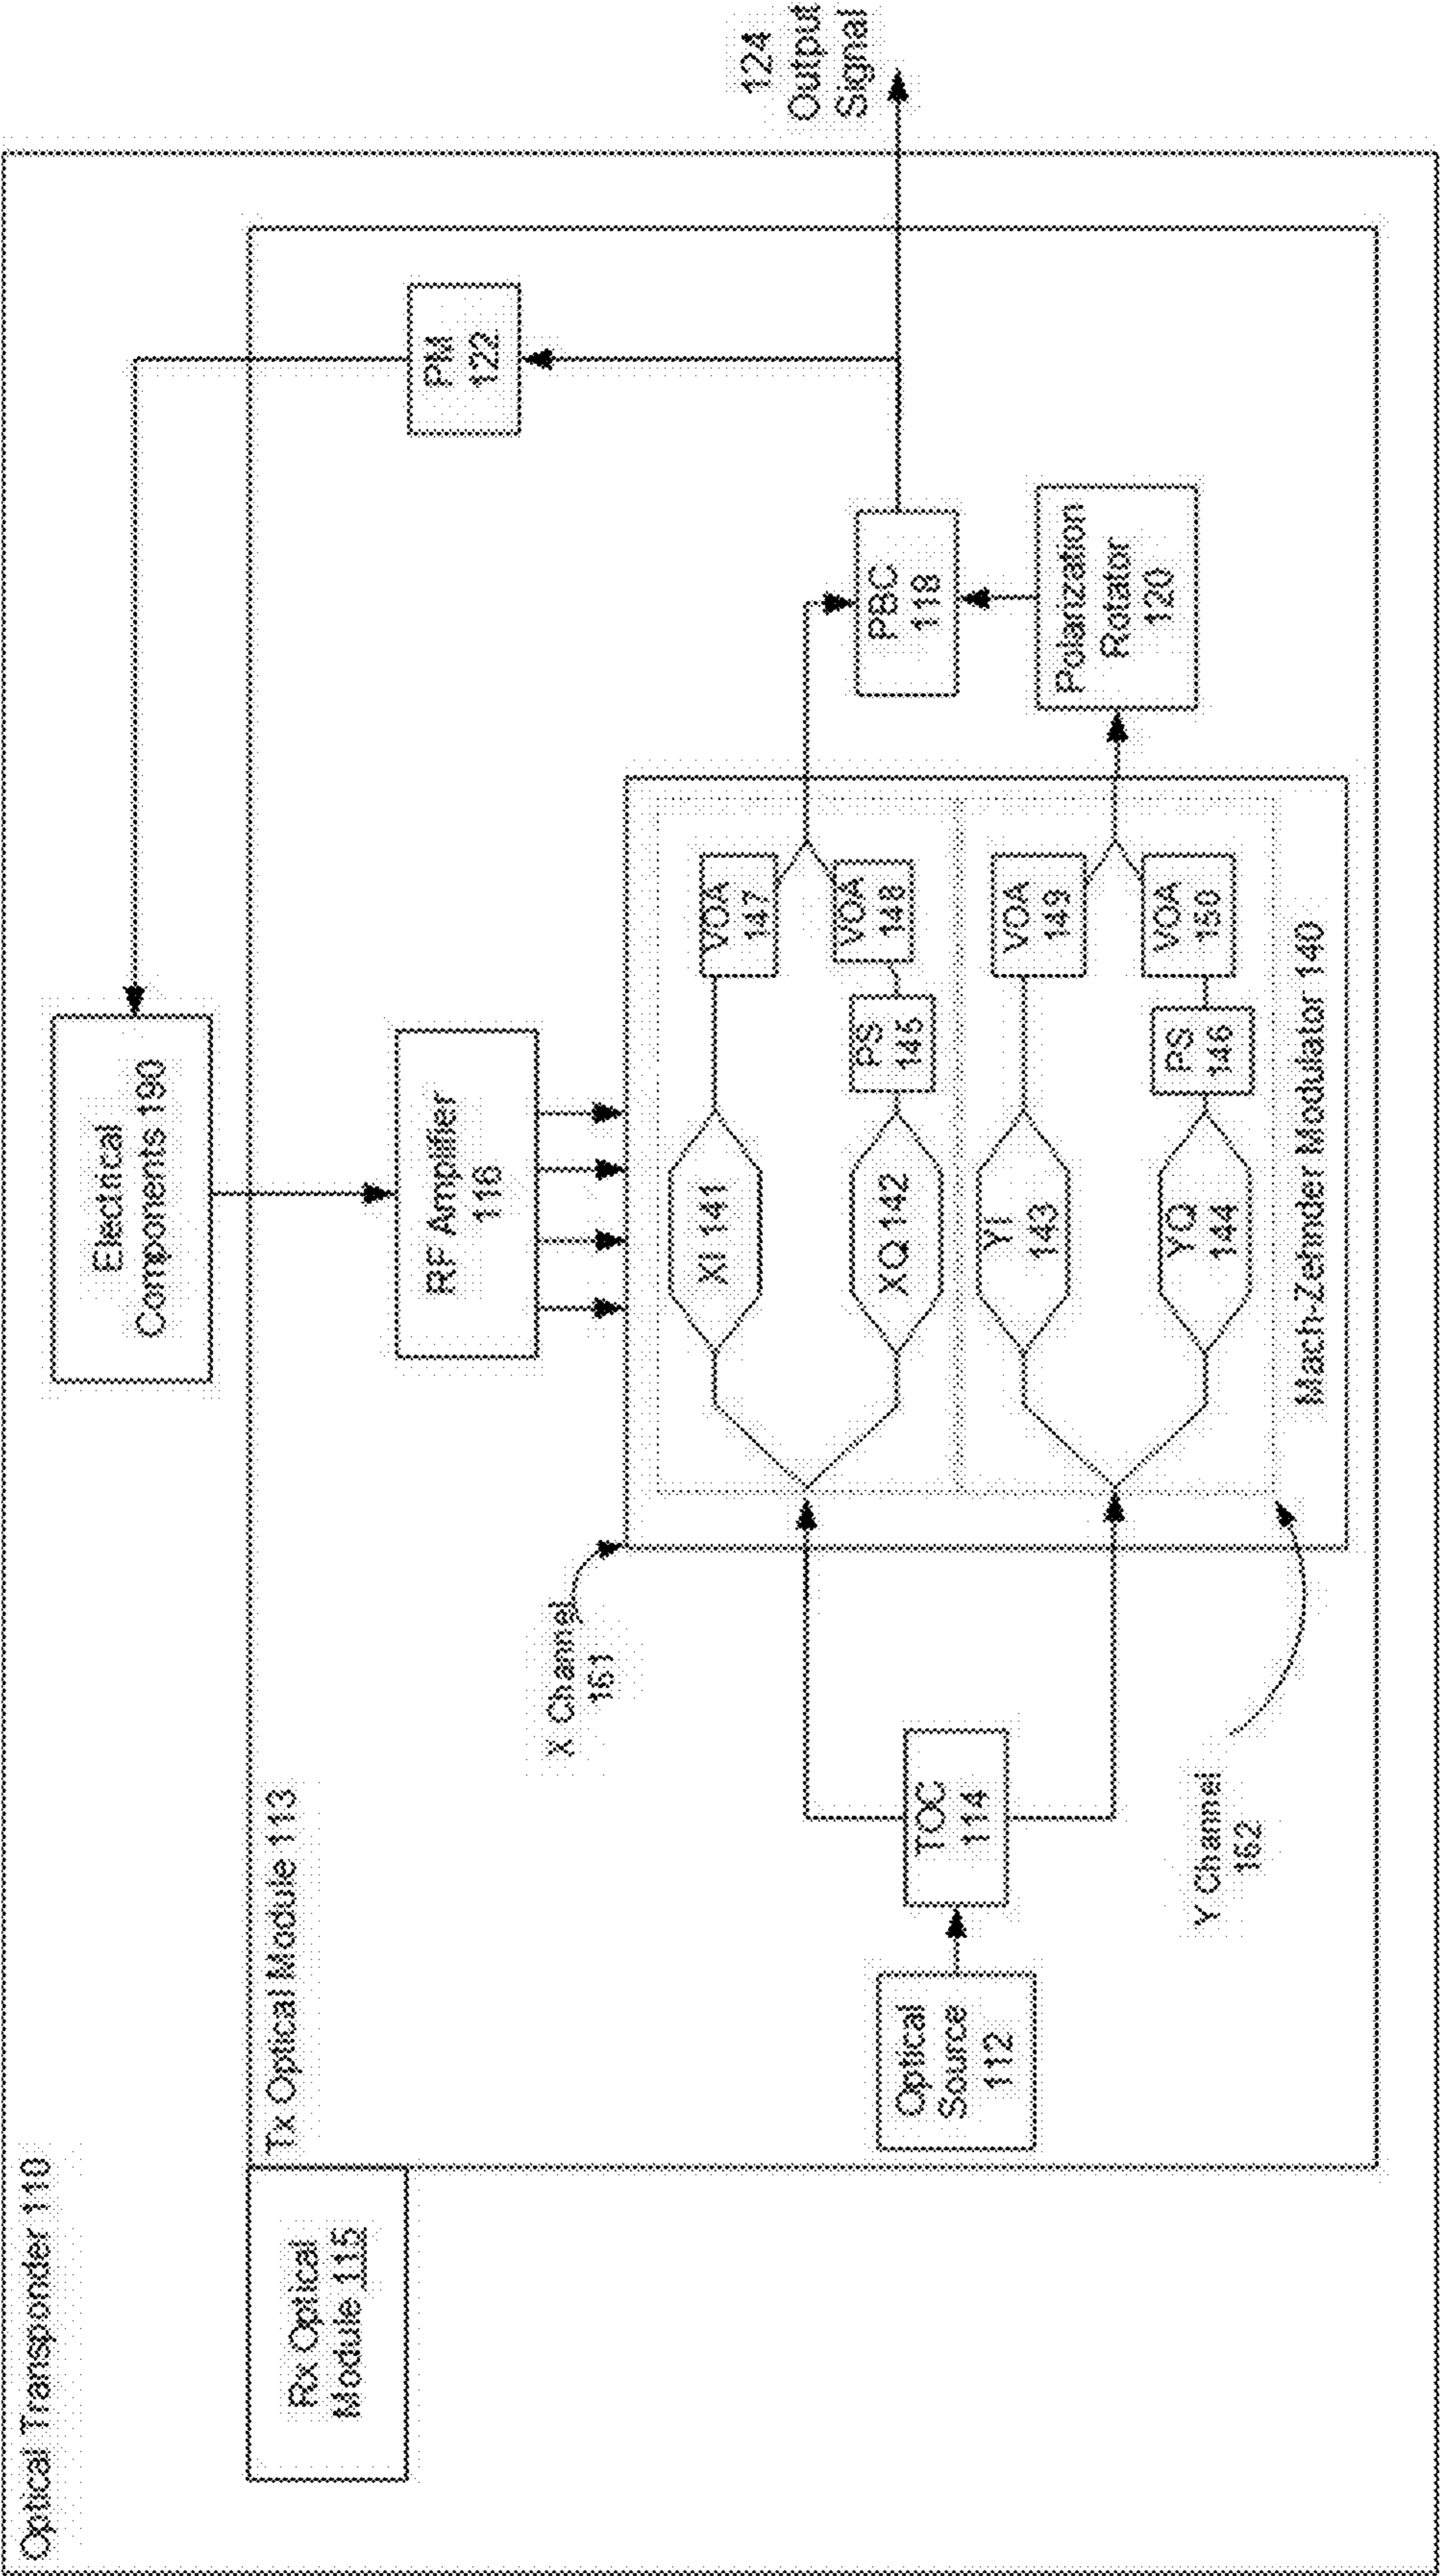 Optical Transponder 110
Rx Optical
Module 115
Tx Optical Module 113
Electrical
Components 190
RF Amplifier
116
PM
122
124
Output
Signal
X Channel
161
XI 141
VOA
147
XQ 142
PS
145
VOA
148
YI
143
VOA
149
YQ
144
PS
146
VOA
150
Mach-Zehnder Modulator 140
PBC
118
Polarization
Rotator
120
Optical
Source
112
TOC
114
Y Channel
162